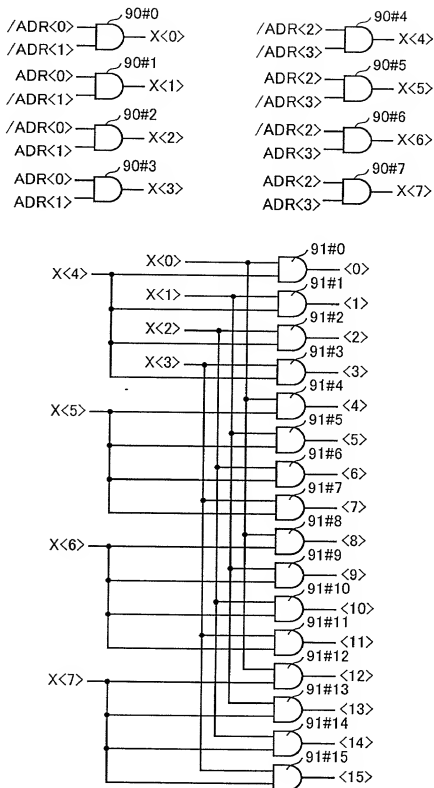 90#0
/ADR<0>
/ADR<1>
X<0>
90#1
ADR<0>
/ADR<1>
X<1>
90#2
/ADR<0>
ADR<1>
X<2>
90#3
ADR<0>
ADR<1>
X<3>
90#4
/ADR<2>
/ADR<3>
X<4>
90#5
ADR<2>
/ADR<3>
X<5>
90#6
/ADR<2>
ADR<3>
X<6>
90#7
ADR<2>
ADR<3>
X<7>
X<0>
X<4>
X<1>
X<2>
X<3>
X<5>
X<6>
X<7>
91#0
<0>
91#1
<1>
91#2
<2>
91#3
<3>
91#4
<4>
91#5
<5>
91#6
<6>
91#7
<7>
91#8
<8>
91#9
<9>
91#10
<10>
91#11
<11>
91#12
<12>
91#13
<13>
91#14
<14>
91#15
<15>